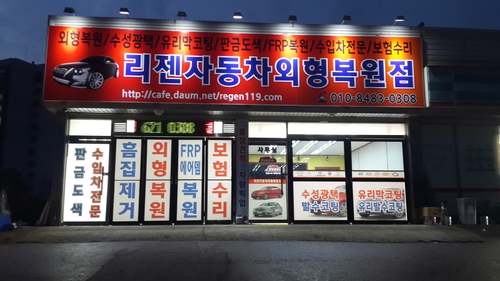 외형복원/수성광택/유리막코팅/판금도색/FRP복원/수입차전문/보험수리
리젠자동차외형복원점
http://cafe.daum.net/regen119.com
010-8483-0308
621 0308
사무실
판금도색
수입차전문
흠집제거
외형복원
FRP
에어댐
복원
보험수리
수성광택
발수코팅
유리막코팅
유리발수코팅